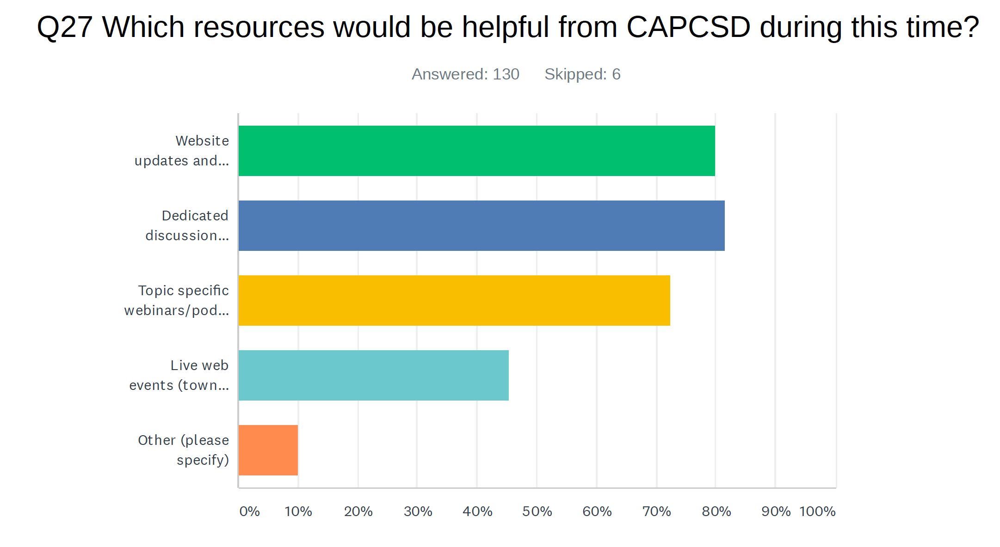 Q27 Which resources would be helpful from CAPCSD during this time?
Answered: 130 Skipped: 6
Website
updates and...
Dedicated
discussion...
Topic specific
webinars/pod...
Live web
events (town...
Other (please
specify)
0% 10% 20% 30% 40% 50% 60% 70% 80% 90% 100%